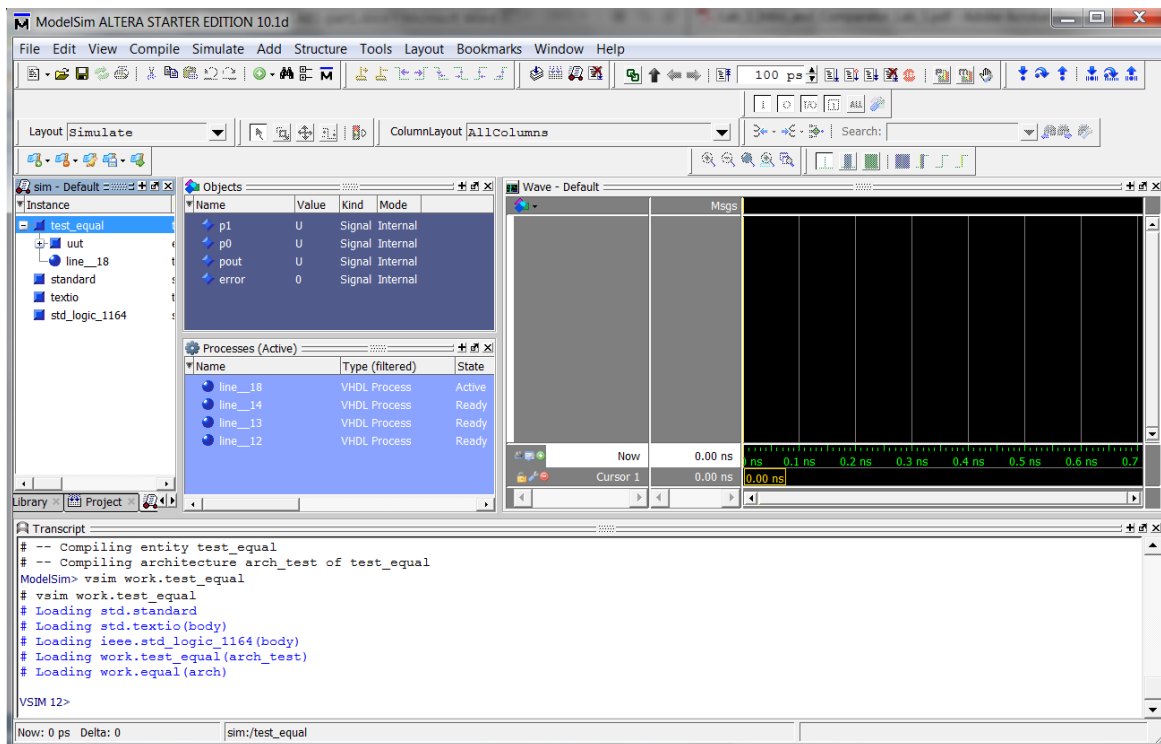 ModelSim ALTERA STARTER EDITION 10.1d
File Edit View Compile Simulate Add Structure Tools Layout Bookmarks Window Help
100 ps
Layout Simulate
ColumnLayout AllColumns
Search:
sim - Default
Instance
test_equal
uut
line__18
standard
textio
std_logic_1164
Library
Project
Objects
Name Value Kind Mode
p1 U Signal Internal
p0 U Signal Internal
pout U Signal Internal
error 0 Signal Internal
Processes (Active)
Name Type (filtered) State
line__18 VHDL Process Active
line__14 VHDL Process Ready
line__13 VHDL Process Ready
line__12 VHDL Process Ready
Wave - Default
Msgs
Now 0.00 ns
ns 0.1 ns 0.2 ns 0.3 ns 0.4 ns 0.5 ns 0.6 ns 0.7
Cursor 1 0.00 ns 0.00 ns
Transcript
# -- Compiling entity test_equal
# -- Compiling architecture arch_test of test_equal
ModelSim> vsim work.test_equal
# vsim work.test_equal
# Loading std.standard
# Loading std.textio(body)
# Loading ieee.std_logic_1164(body)
# Loading work.test_equal(arch_test)
# Loading work.equal(arch)
VSIM 12>
Now: 0 ps Delta: 0
sim:/test_equal